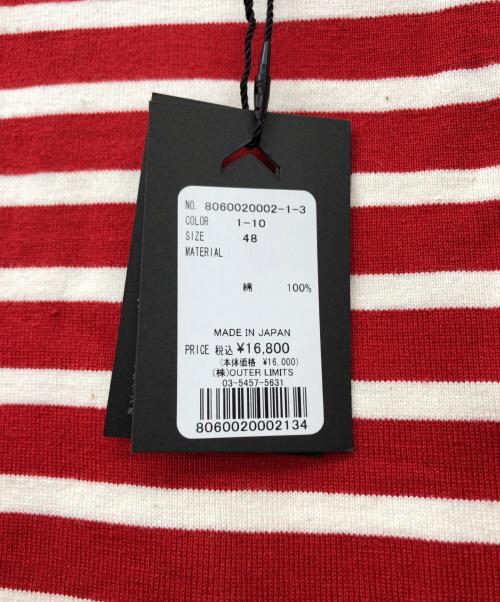 NO. 8060020002-1-3
COLOR 1-10
SIZE 48
MATERIAL
綿 100%
MADE IN JAPAN
PRICE 税込 ¥16,800
(本体価格 ¥16,000)
(株)OUTER LIMITS
03-5457-5631
8060020002134